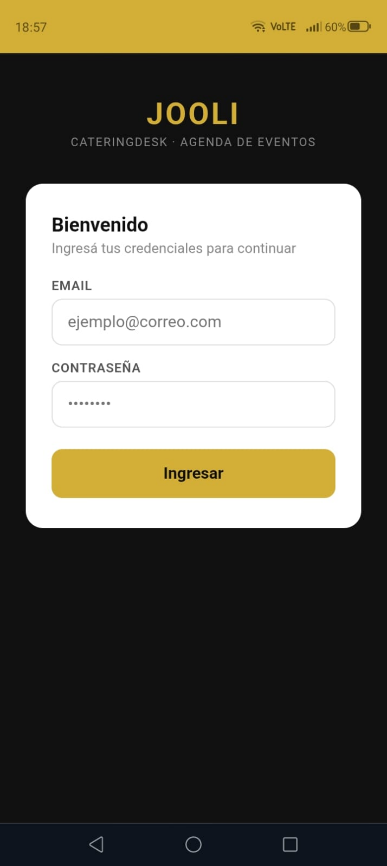 18:57
VoLTE 60%
JOOLI
CATERINGDESK · AGENDA DE EVENTOS
Bienvenido
Ingresá tus credenciales para continuar
EMAIL
ejemplo@correo.com
CONTRASEÑA
••••••••
Ingresar